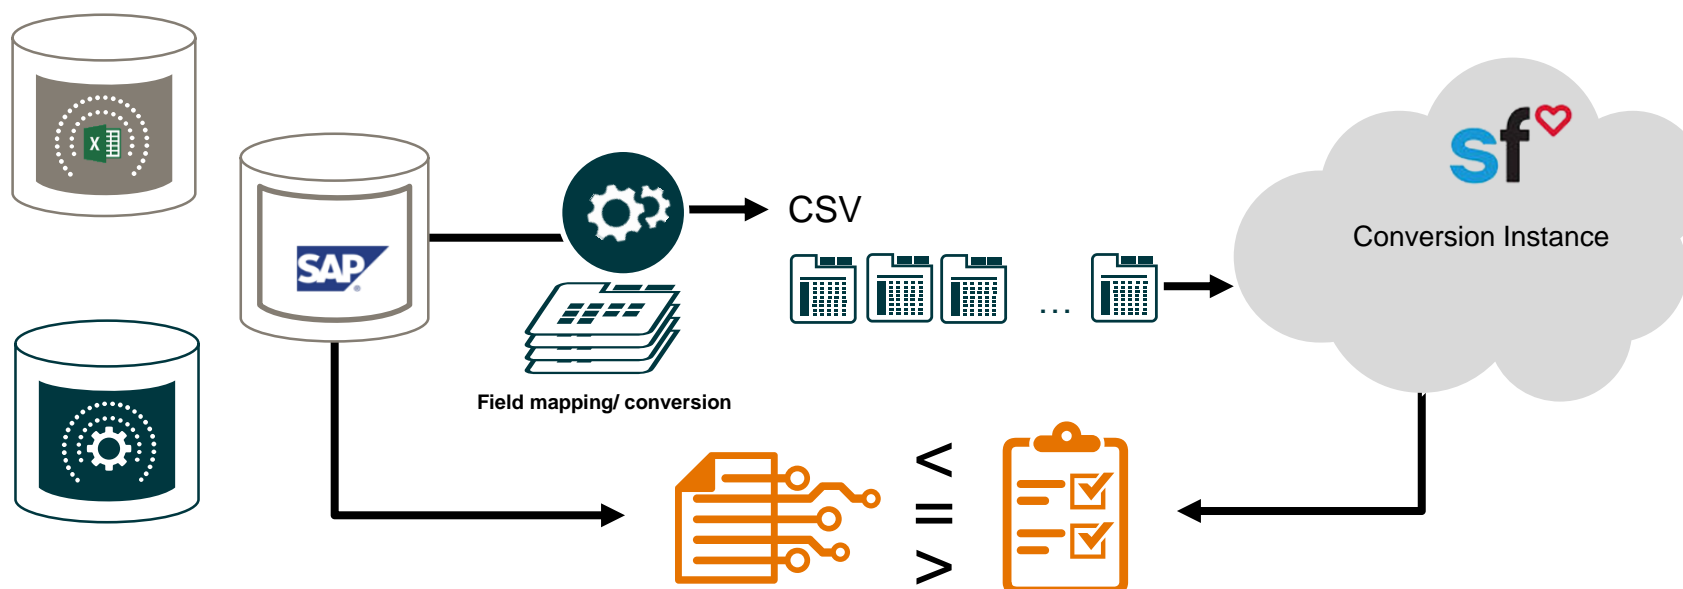 X
SAP
®
CSV
sf
Conversion Instance
...
Field mapping/ conversion
<
=
>